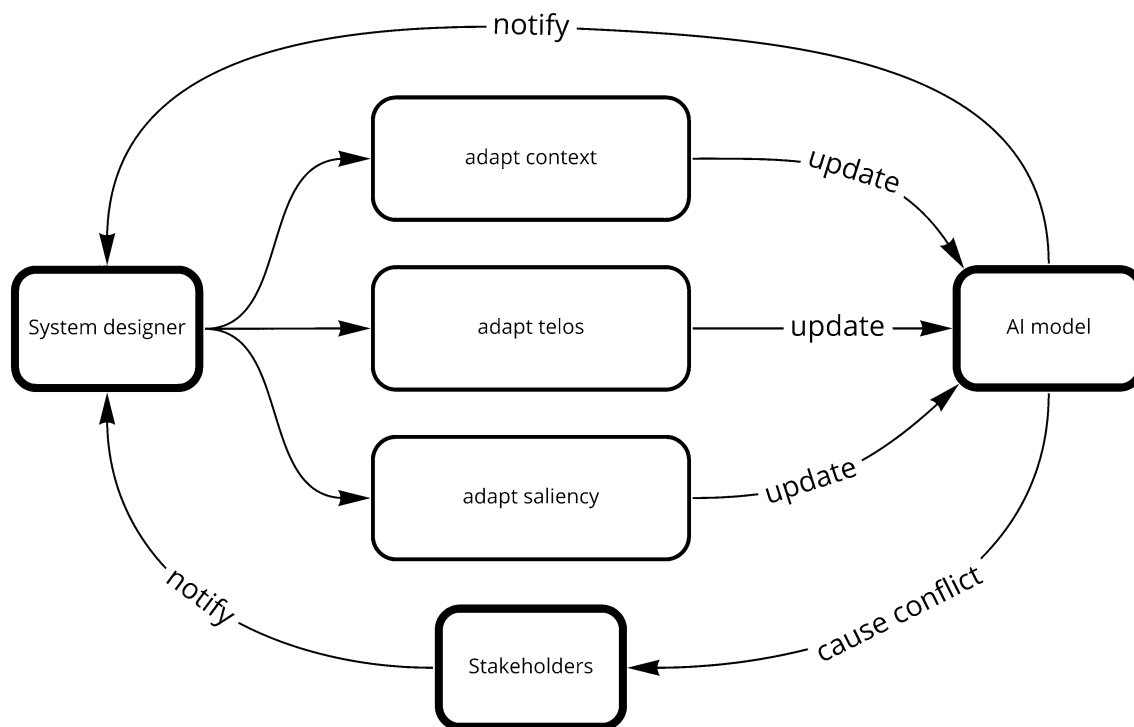 notify
adapt context
update
System designer
adapt telos
update
AI model
adapt saliency
update
notify
cause conflict
Stakeholders